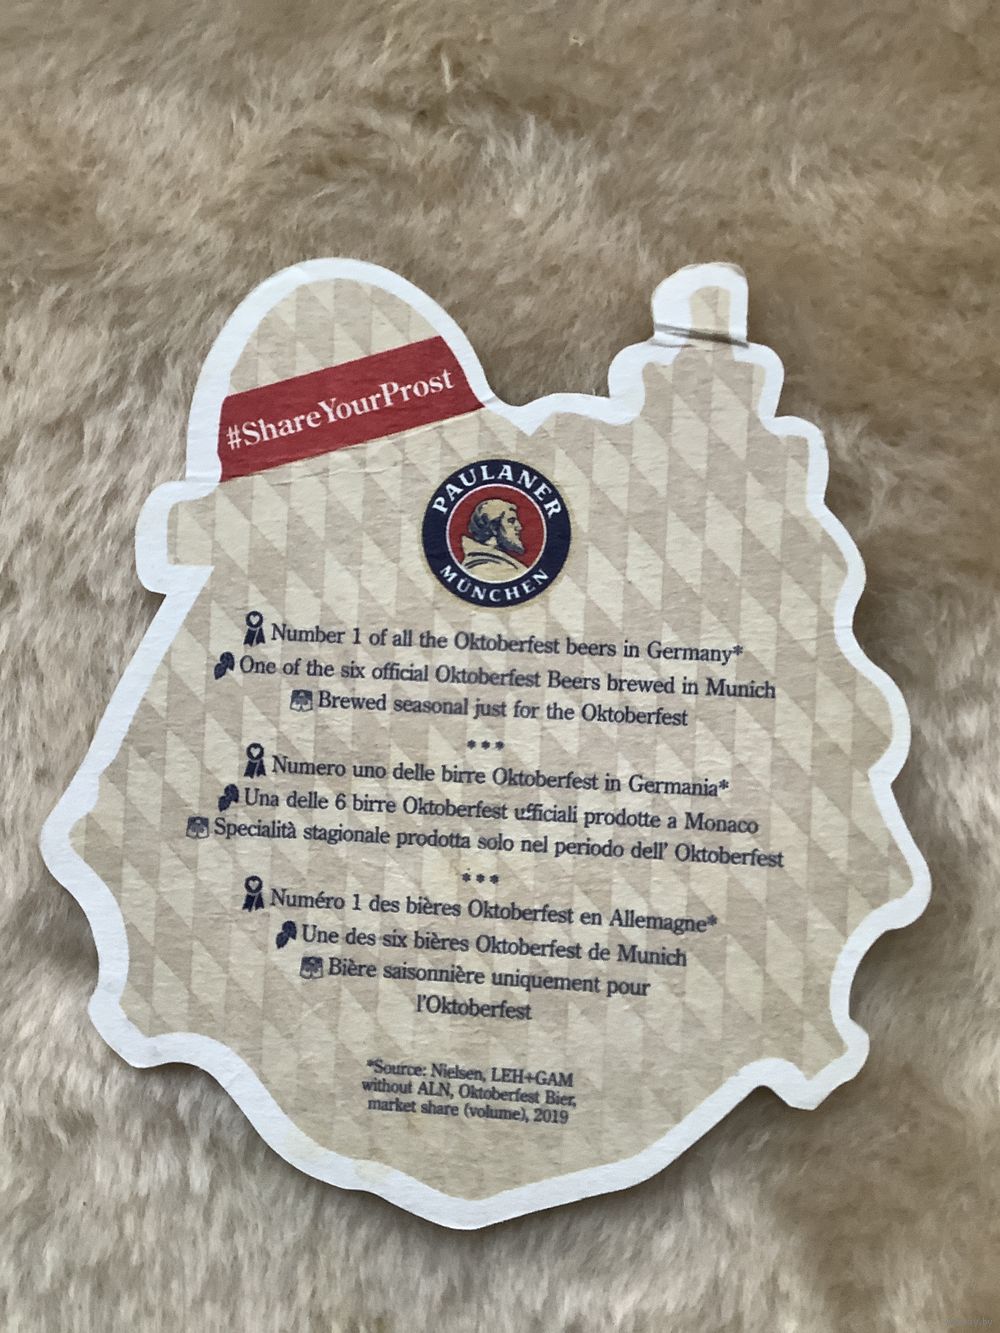 #ShareYourProst
PAULANER
MÜNCHEN
Number 1 of all the Oktoberfest beers in Germany*
One of the six official Oktoberfest Beers brewed in Munich
Brewed seasonal just for the Oktoberfest
***
Numero uno delle birre Oktoberfest in Germania*
Una delle 6 birre Oktoberfest ufficiali prodotte a Monaco
Specialità stagionale prodotta solo nel periodo dell' Oktoberfest
***
Numéro 1 des bières Oktoberfest en Allemagne*
Une des six bières Oktoberfest de Munich
Bière saisonnière uniquement pour
l'Oktoberfest
*Source: Nielsen, LEH+GAM
without ALN, Oktoberfest Bier,
market share (volume), 2019